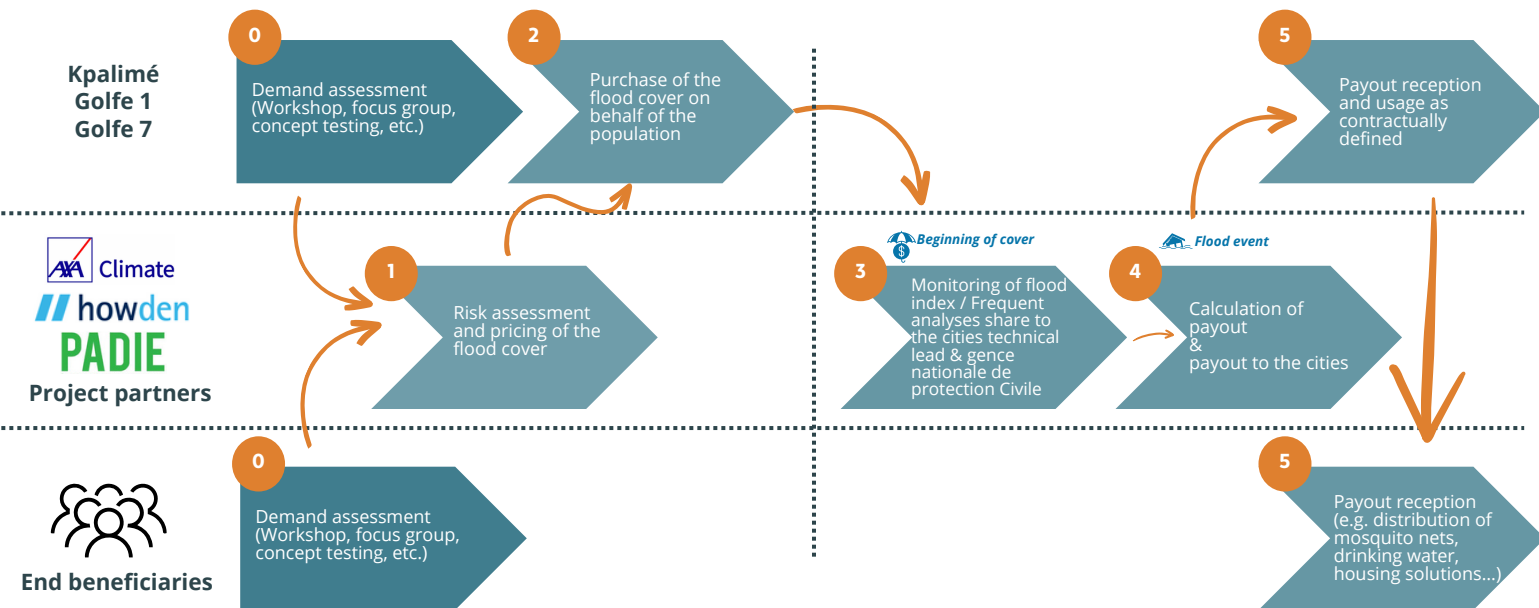 Kpalimé
Golfe 1
Golfe 7
0
Demand assessment
(Workshop, focus group,
concept testing, etc.)
2
Purchase of the
flood cover on
behalf of the
population
5
Payout reception
and usage as
contractually
defined
AXA Climate
howden
PADIE
Project partners
1
Risk assessment
and pricing of the
flood cover
$
Beginning of cover
3
Monitoring of flood
index / Frequent
analyses share to
the cities technical
lead & gence
nationale de
protection Civile
Flood event
4
Calculation of
payout
&
payout to the cities
End beneficiaries
0
Demand assessment
(Workshop, focus group,
concept testing, etc.)
5
Payout reception
(e.g. distribution of
mosquito nets,
drinking water,
housing solutions...)